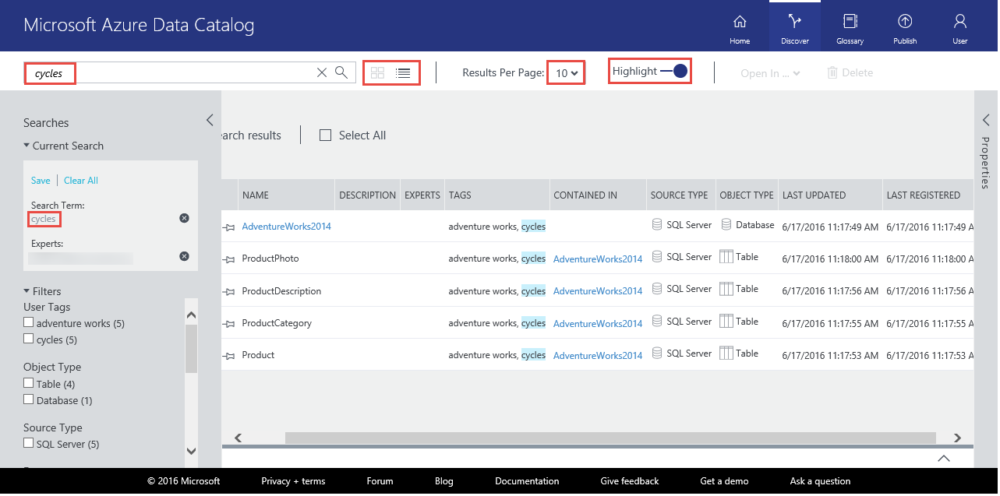 Microsoft Azure Data Catalog
Home
Discover
Glossary
Publish
User
cycles
Results Per Page: 10
Highlight
Open In ...
Delete
Searches
Current Search
Save | Clear All
Search Term:
cycles
Experts:
Filters
User Tags
adventure works (5)
cycles (5)
Object Type
Table (4)
Database (1)
Source Type
SQL Server (5)
results
Select All
NAME DESCRIPTION EXPERTS TAGS CONTAINED IN SOURCE TYPE OBJECT TYPE LAST UPDATED LAST REGISTERED
AdventureWorks2014 adventure works, cycles SQL Server Database 6/17/2016 11:17:49 AM 6/17/2016 11:17:49 A
ProductPhoto adventure works, cycles AdventureWorks2014 SQL Server Table 6/17/2016 11:18:00 AM 6/17/2016 11:18:00 A
ProductDescription adventure works, cycles AdventureWorks2014 SQL Server Table 6/17/2016 11:17:56 AM 6/17/2016 11:17:56 A
ProductCategory adventure works, cycles AdventureWorks2014 SQL Server Table 6/17/2016 11:17:55 AM 6/17/2016 11:17:55 A
Product adventure works, cycles AdventureWorks2014 SQL Server Table 6/17/2016 11:17:53 AM 6/17/2016 11:17:53 A
Properties
© 2016 Microsoft Privacy + terms Forum Blog Documentation Give feedback Get a demo Ask a question